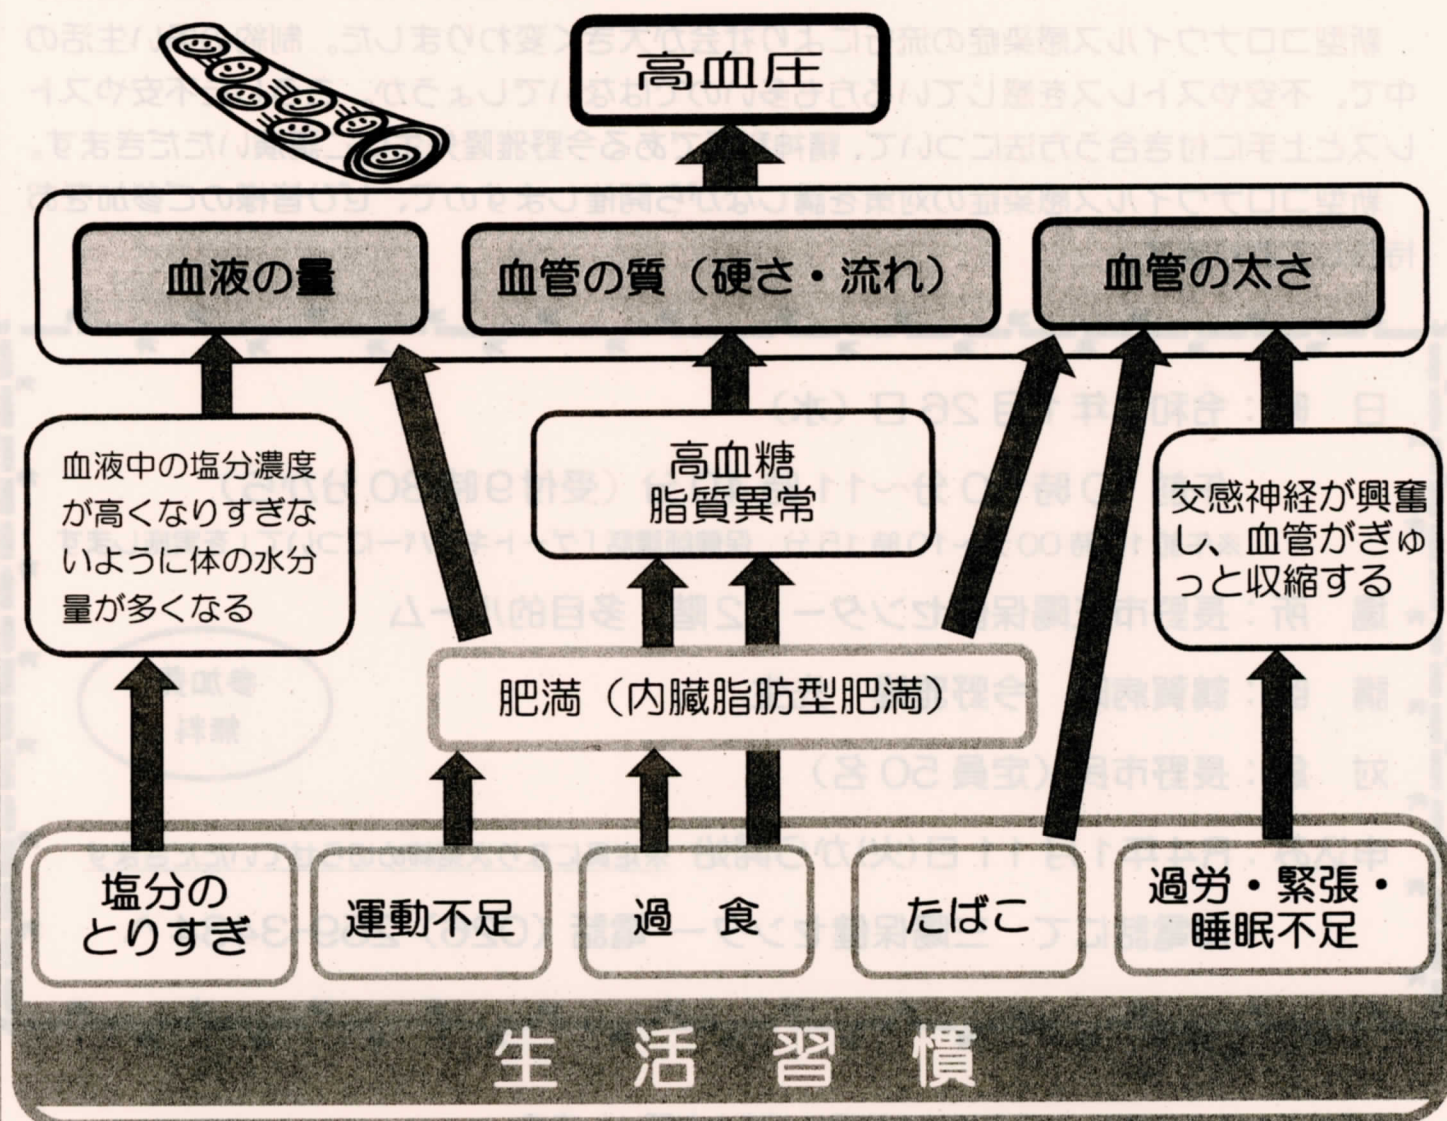 高血圧
血液の量
血管の質（硬さ・流れ）
血管の太さ
血液中の塩分濃度
が高くなりすぎな
いように体の水分
量が多くなる
高血糖
脂質異常
交感神経が興奮
し、血管がぎゅ
っと収縮する
肥満（内臓脂肪型肥満）
塩分の
とりすぎ
運動不足
過　食
たばこ
過労・緊張・
睡眠不足
生活習慣